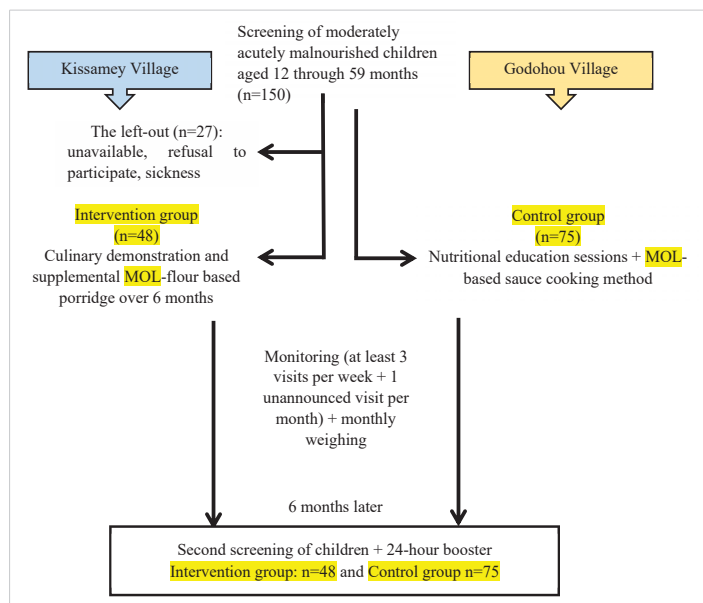 Screening of moderately
acutely malnourished children
aged 12 through 59 months
(n=150)
Kissamey Village
Godohou Village
The left-out (n=27):
unavailable, refusal to
participate, sickness
Intervention group
(n=48)
Culinary demonstration and
supplemental MOL-flour based
porridge over 6 months
Control group
(n=75)
Nutritional education sessions + MOL-
based sauce cooking method
Monitoring (at least 3
visits per week + 1
unannounced visit per
month) + monthly
weighing
6 months later
Second screening of children + 24-hour booster
Intervention group: n=48 and Control group n=75